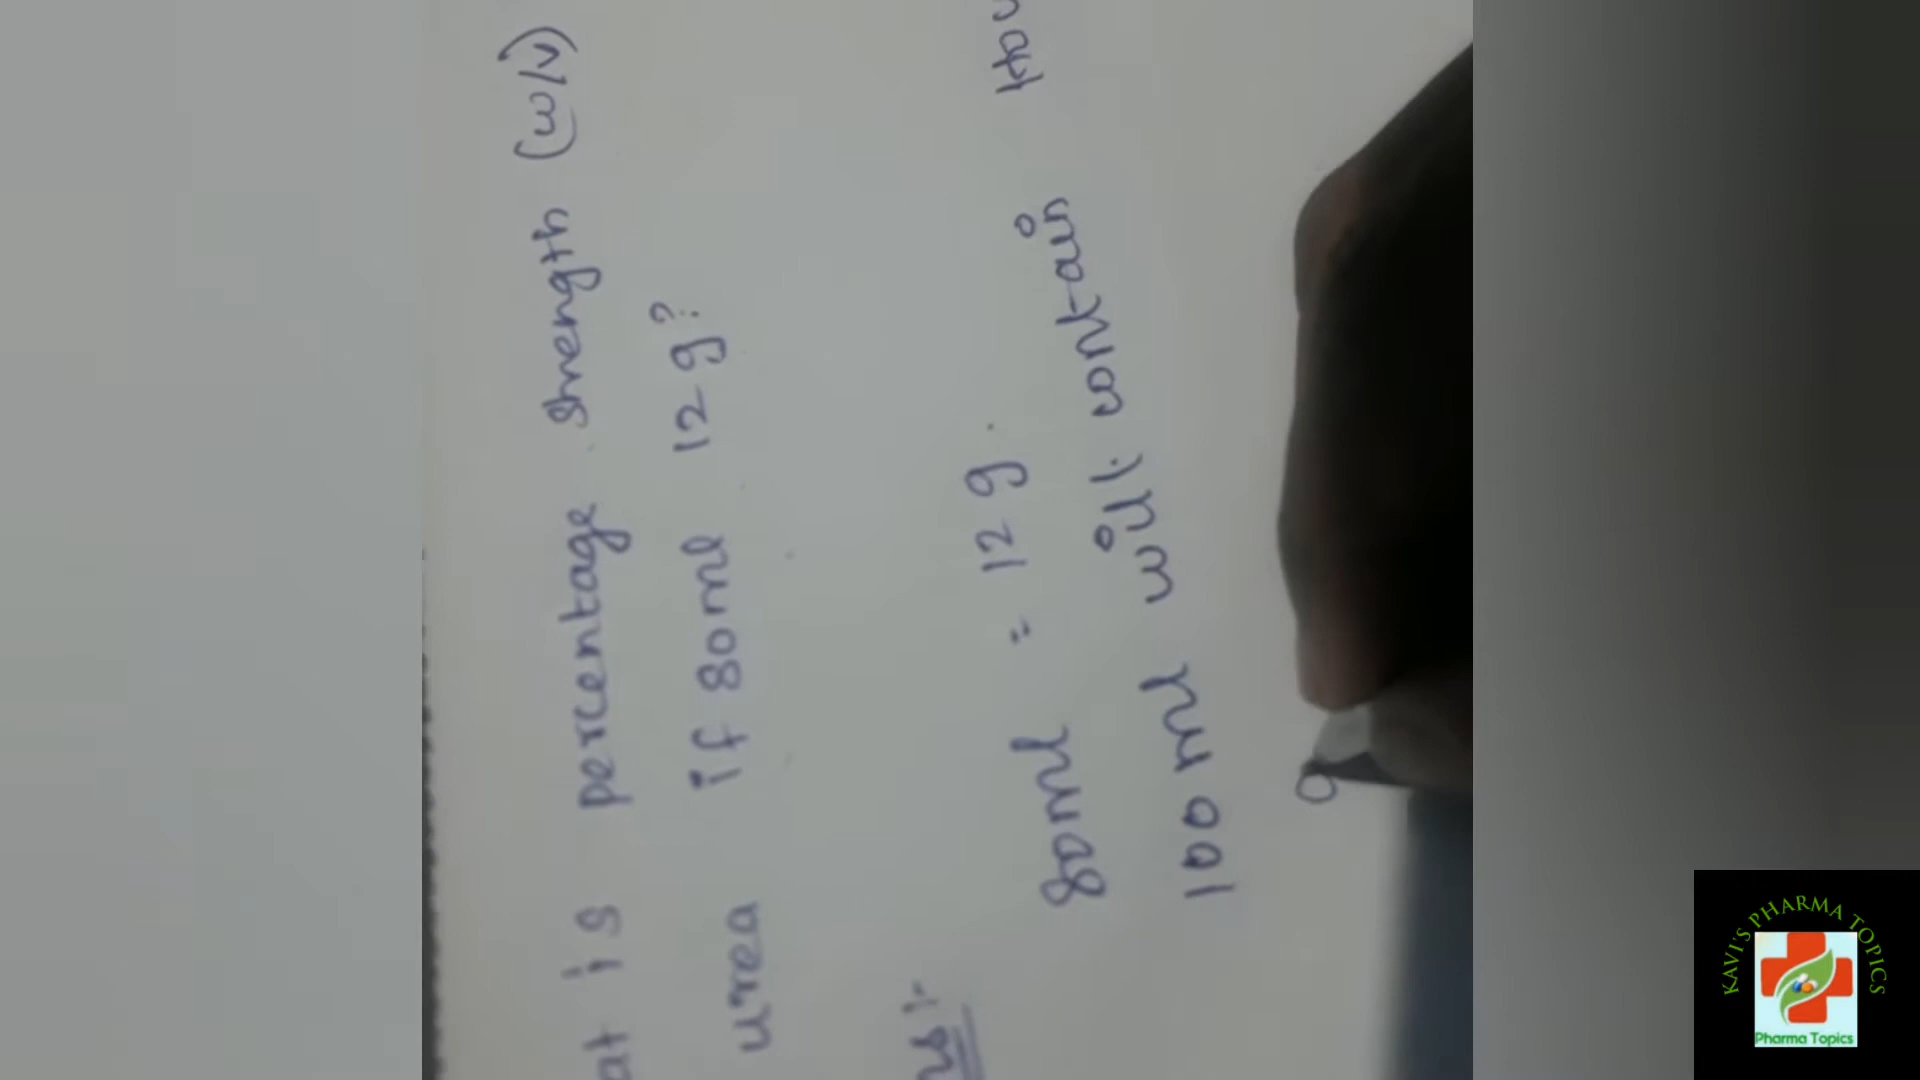 at is percentage strength (w/v)
urea if 80ml 12g?
80ml = 12g.
100ml will contain
KAVI'S PHARMA TOPICS
Pharma Topics